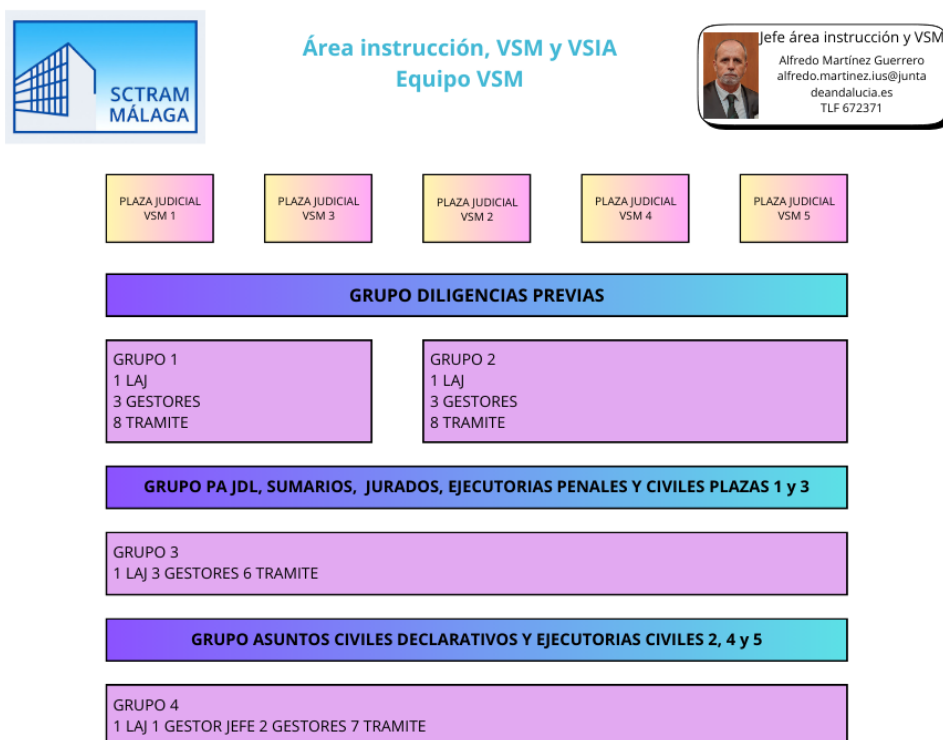 SCTRAM
MÁLAGA
Área instrucción, VSM y VSIA
Equipo VSM
Jefe área instrucción y VSM
Alfredo Martínez Guerrero
alfredo.martinez.ius@junta
deandalucia.es
TLF 672371
PLAZA JUDICIAL
VSM 1
PLAZA JUDICIAL
VSM 3
PLAZA JUDICIAL
VSM 2
PLAZA JUDICIAL
VSM 4
PLAZA JUDICIAL
VSM 5
GRUPO DILIGENCIAS PREVIAS
GRUPO 1
1 LAJ
3 GESTORES
8 TRAMITE
GRUPO 2
1 LAJ
3 GESTORES
8 TRAMITE
GRUPO PA JDL, SUMARIOS, JURADOS, EJECUTORIAS PENALES Y CIVILES PLAZAS 1 y 3
GRUPO 3
1 LAJ 3 GESTORES 6 TRAMITE
GRUPO ASUNTOS CIVILES DECLARATIVOS Y EJECUTORIAS CIVILES 2, 4 y 5
GRUPO 4
1 LAJ 1 GESTOR JEFE 2 GESTORES 7 TRAMITE